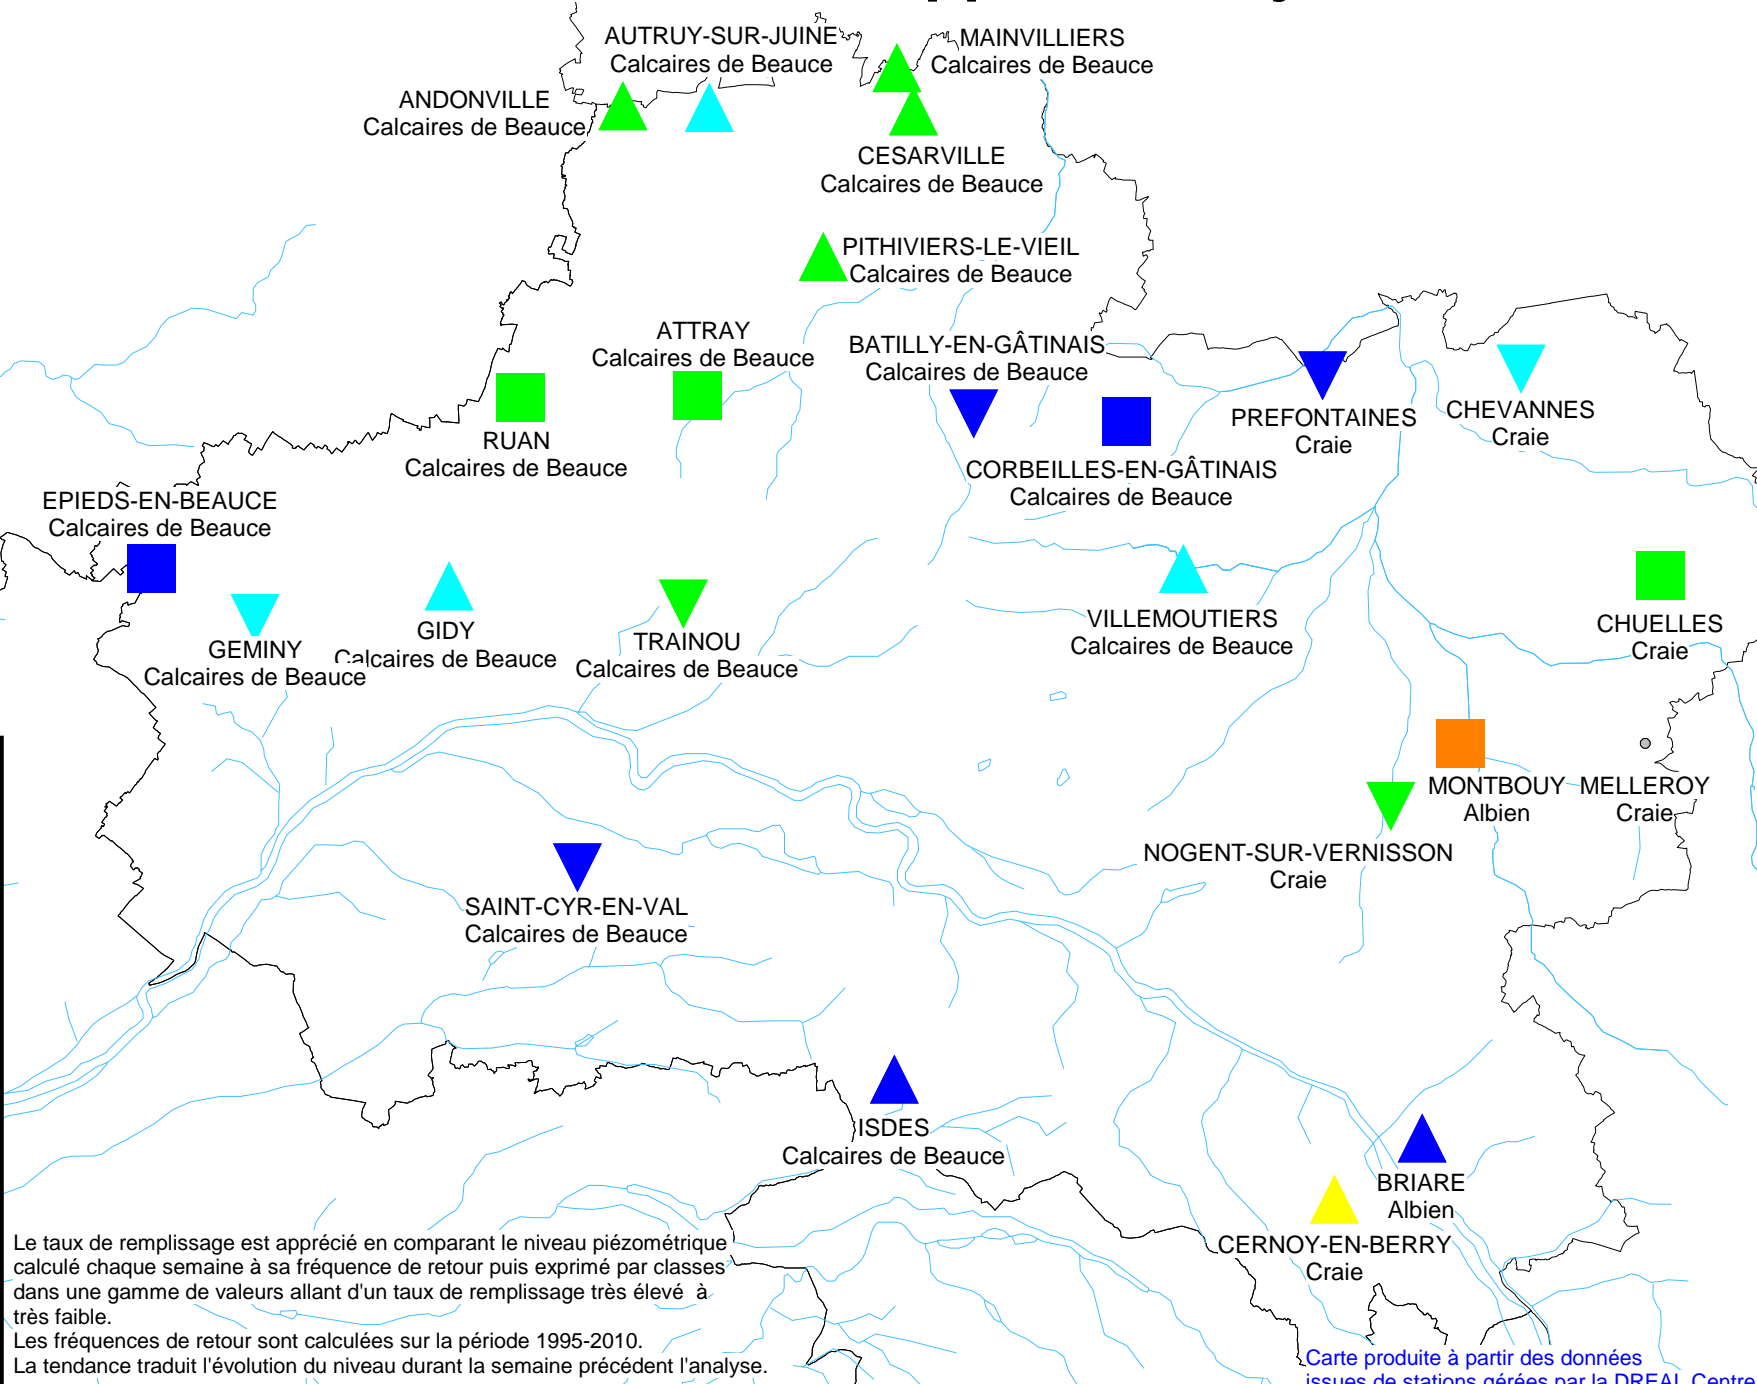 AUTRUY-SUR-JUINE
Calcaires de Beauce
MAINVILLIERS
Calcaires de Beauce
ANDONVILLE
Calcaires de Beauce
CESARVILLE
Calcaires de Beauce
PITHIVIERS-LE-VIEIL
Calcaires de Beauce
ATTRAY
Calcaires de Beauce
BATILLY-EN-GÂTINAIS
Calcaires de Beauce
RUAN
Calcaires de Beauce
PREFONTAINES
Craie
CHEVANNES
Craie
CORBEILLES-EN-GÂTINAIS
Calcaires de Beauce
EPIEDS-EN-BEAUCE
Calcaires de Beauce
GEMINY
Calcaires de Beauce
GIDY
Calcaires de Beauce
TRAINOU
Calcaires de Beauce
VILLEMOUTIERS
Calcaires de Beauce
CHUELLES
Craie
MONTBOUY
Albien
MELLEROY
Craie
NOGENT-SUR-VERNISSON
Craie
SAINT-CYR-EN-VAL
Calcaires de Beauce
ISDES
Calcaires de Beauce
BRIARE
Albien
CERNOY-EN-BERRY
Craie
Le taux de remplissage est apprécié en comparant le niveau piézométrique
calculé chaque semaine à sa fréquence de retour puis exprimé par classes
dans une gamme de valeurs allant d'un taux de remplissage très élevé à
très faible.
Les fréquences de retour sont calculées sur la période 1995-2010.
La tendance traduit l'évolution du niveau durant la semaine précédent l'analyse.
Carte produite à partir des données
issues de stations gérées par la DREAL Centre